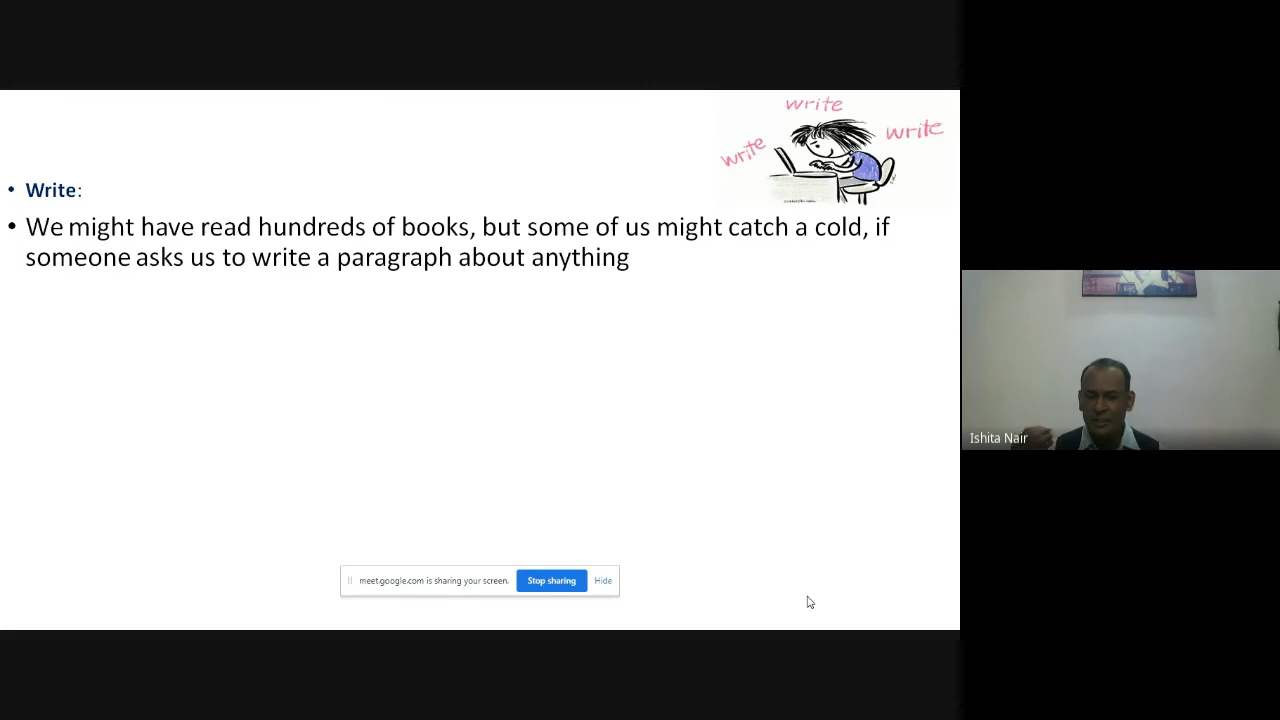 write
write
write
• Write:
• We might have read hundreds of books, but some of us might catch a cold, if
someone asks us to write a paragraph about anything
Ishita Nair
meet.google.com is sharing your screen.
Stop sharing
Hide